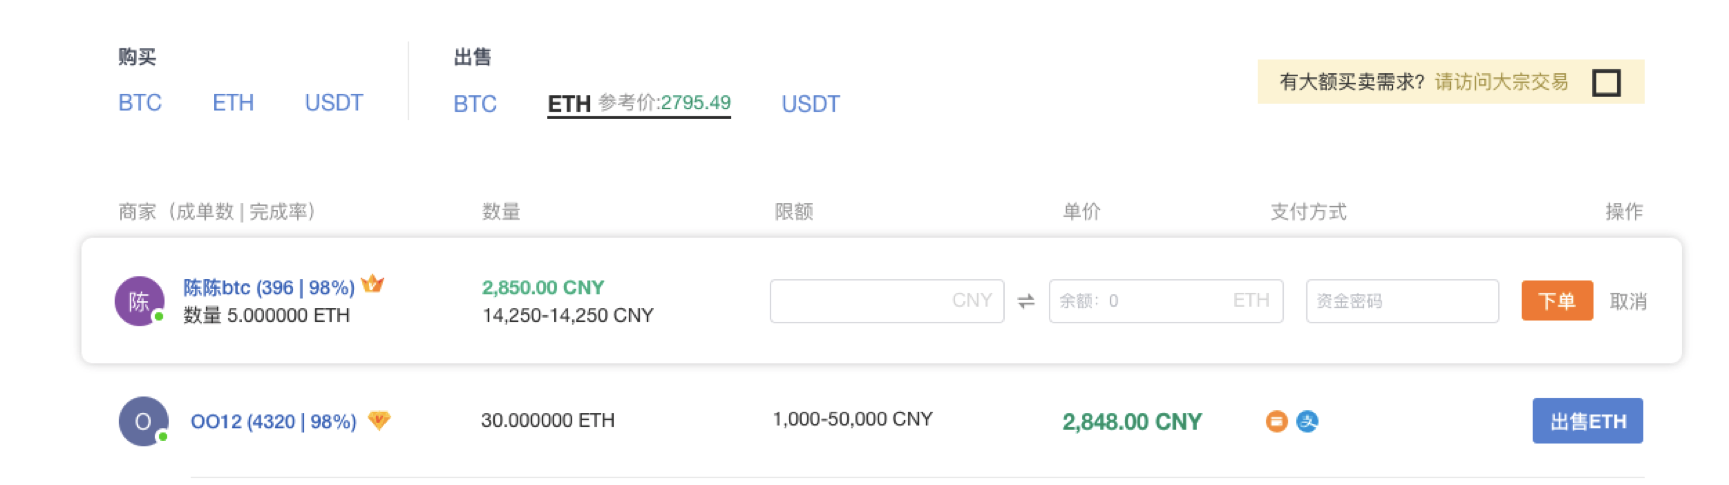 购买
BTC ETH USDT
出售
BTC ETH 参考价:2795.49 USDT
有大额买卖需求? 请访问大宗交易
商家（成单数 | 完成率） 数量 限额 单价 支付方式 操作
陈 陈陈btc (396 | 98%) 2,850.00 CNY
数量 5.000000 ETH 14,250-14,250 CNY
CNY ⇌ 余额：0 ETH 资金密码 下单 取消
O OO12 (4320 | 98%) 30.000000 ETH 1,000-50,000 CNY 2,848.00 CNY 支 出售ETH